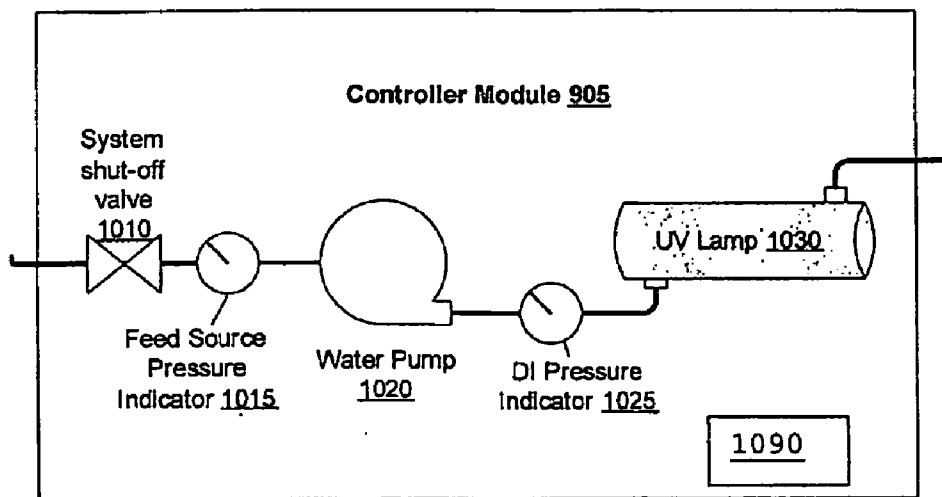 Controller Module 905
System
shut-off
valve
1010
UV Lamp 1030
Feed Source
Pressure
Indicator 1015
Water Pump
1020
DI Pressure
Indicator 1025
1090